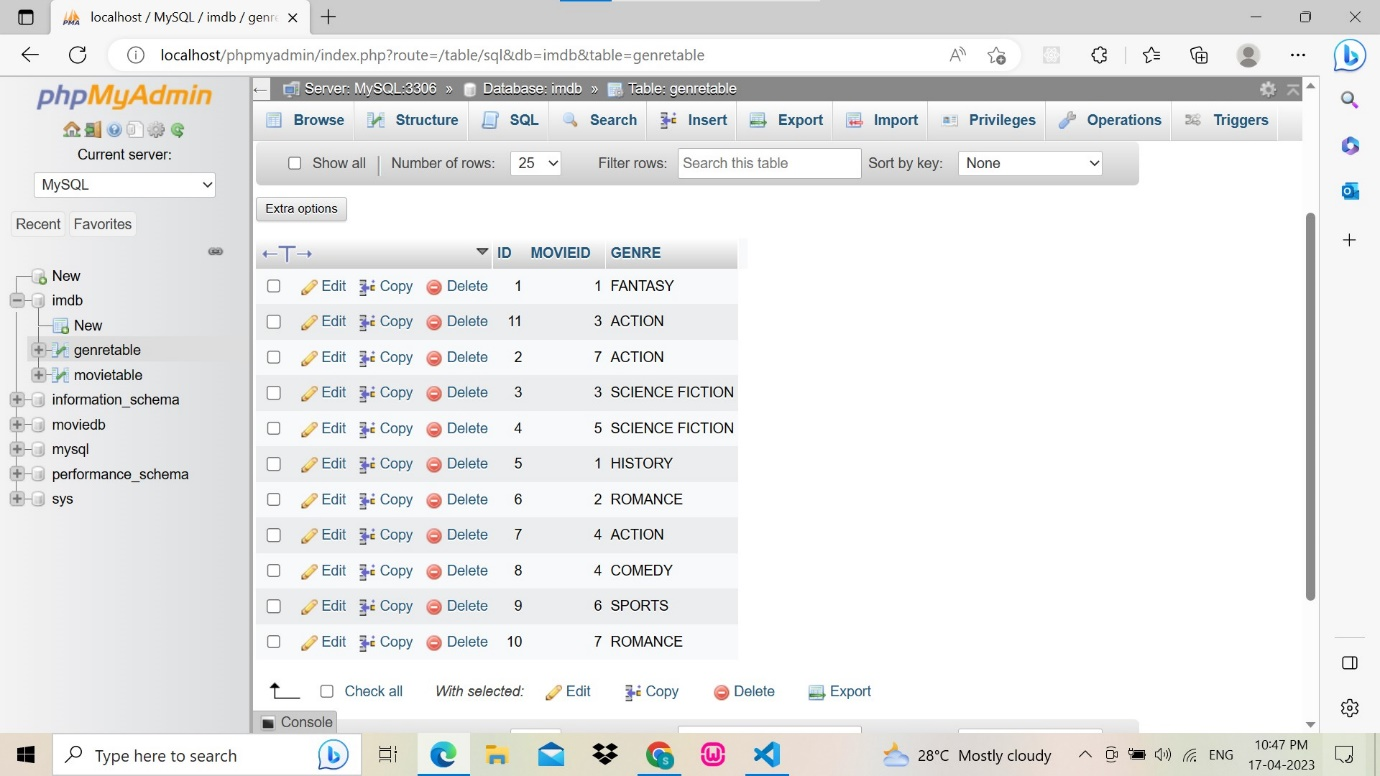 localhost / MySQL / imdb / genre
localhost/phpmyadmin/index.php?route=/table/sql&db=imdb&table=genretable
phpMyAdmin
Current server:
MySQL
Recent Favorites
New
imdb
New
genretable
movietable
information_schema
moviedb
mysql
performance_schema
sys
Server: MySQL:3306 » Database: imdb » Table: genretable
Browse Structure SQL Search Insert Export Import Privileges Operations Triggers
Show all Number of rows: 25 Filter rows: Search this table Sort by key: None
Extra options
ID MOVIEID GENRE
Edit Copy Delete 1 1 FANTASY
Edit Copy Delete 11 3 ACTION
Edit Copy Delete 2 7 ACTION
Edit Copy Delete 3 3 SCIENCE FICTION
Edit Copy Delete 4 5 SCIENCE FICTION
Edit Copy Delete 5 1 HISTORY
Edit Copy Delete 6 2 ROMANCE
Edit Copy Delete 7 4 ACTION
Edit Copy Delete 8 4 COMEDY
Edit Copy Delete 9 6 SPORTS
Edit Copy Delete 10 7 ROMANCE
Check all With selected: Edit Copy Delete Export
Console
Type here to search
28°C Mostly cloudy
ENG
10:47 PM
17-04-2023